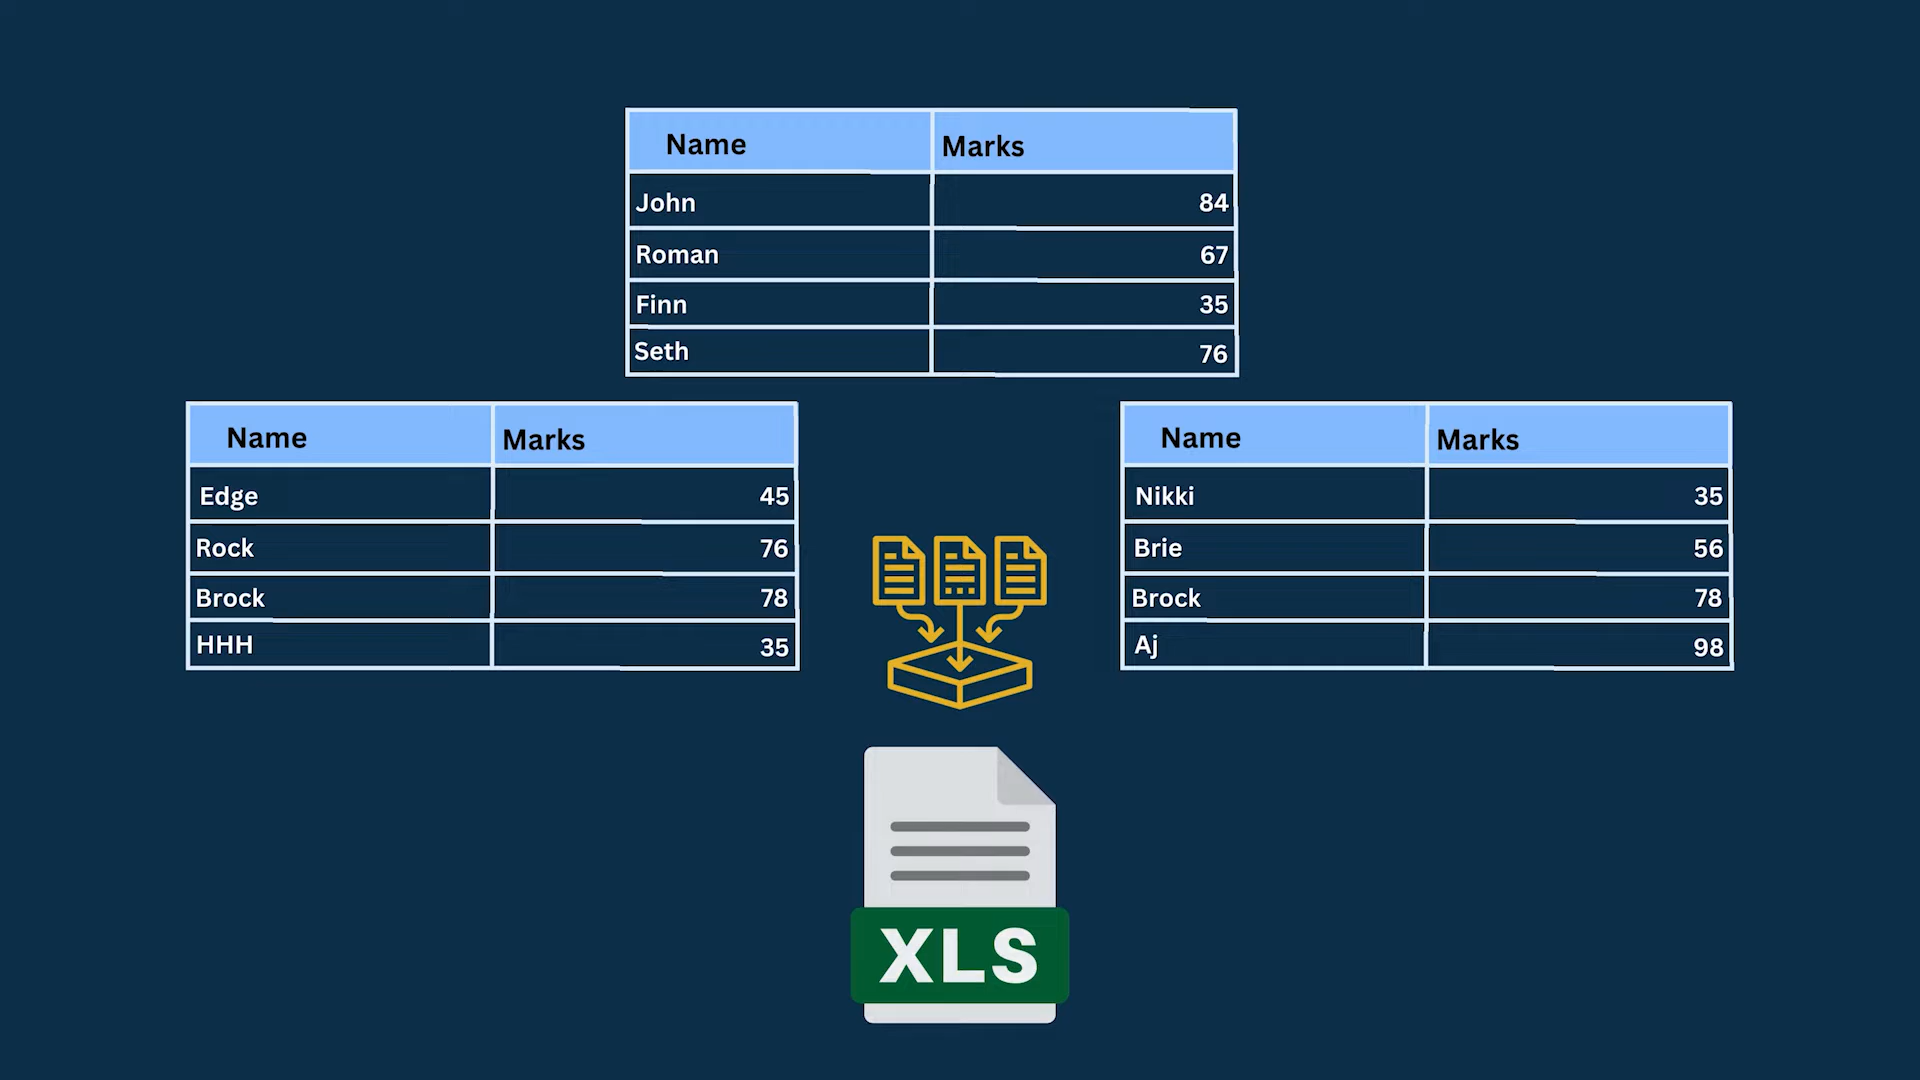 Name Marks
John 84
Roman 67
Finn 35
Seth 76
Name Marks
Edge 45
Rock 76
Brock 78
HHH 35
Name Marks
Nikki 35
Brie 56
Brock 78
Aj 98
XLS